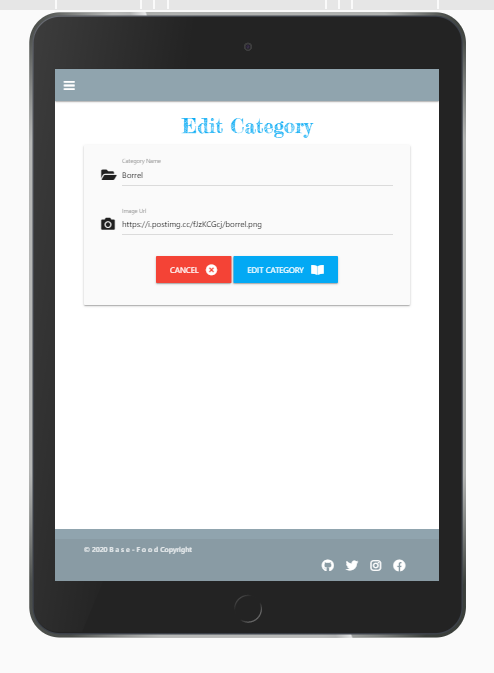 Edit Category
Category Name
Borrel
Image Url
https://i.postimg.cc/fJzKCGcj/borrel.png
CANCEL
EDIT CATEGORY
© 2020 B a s e - F o o d Copyright